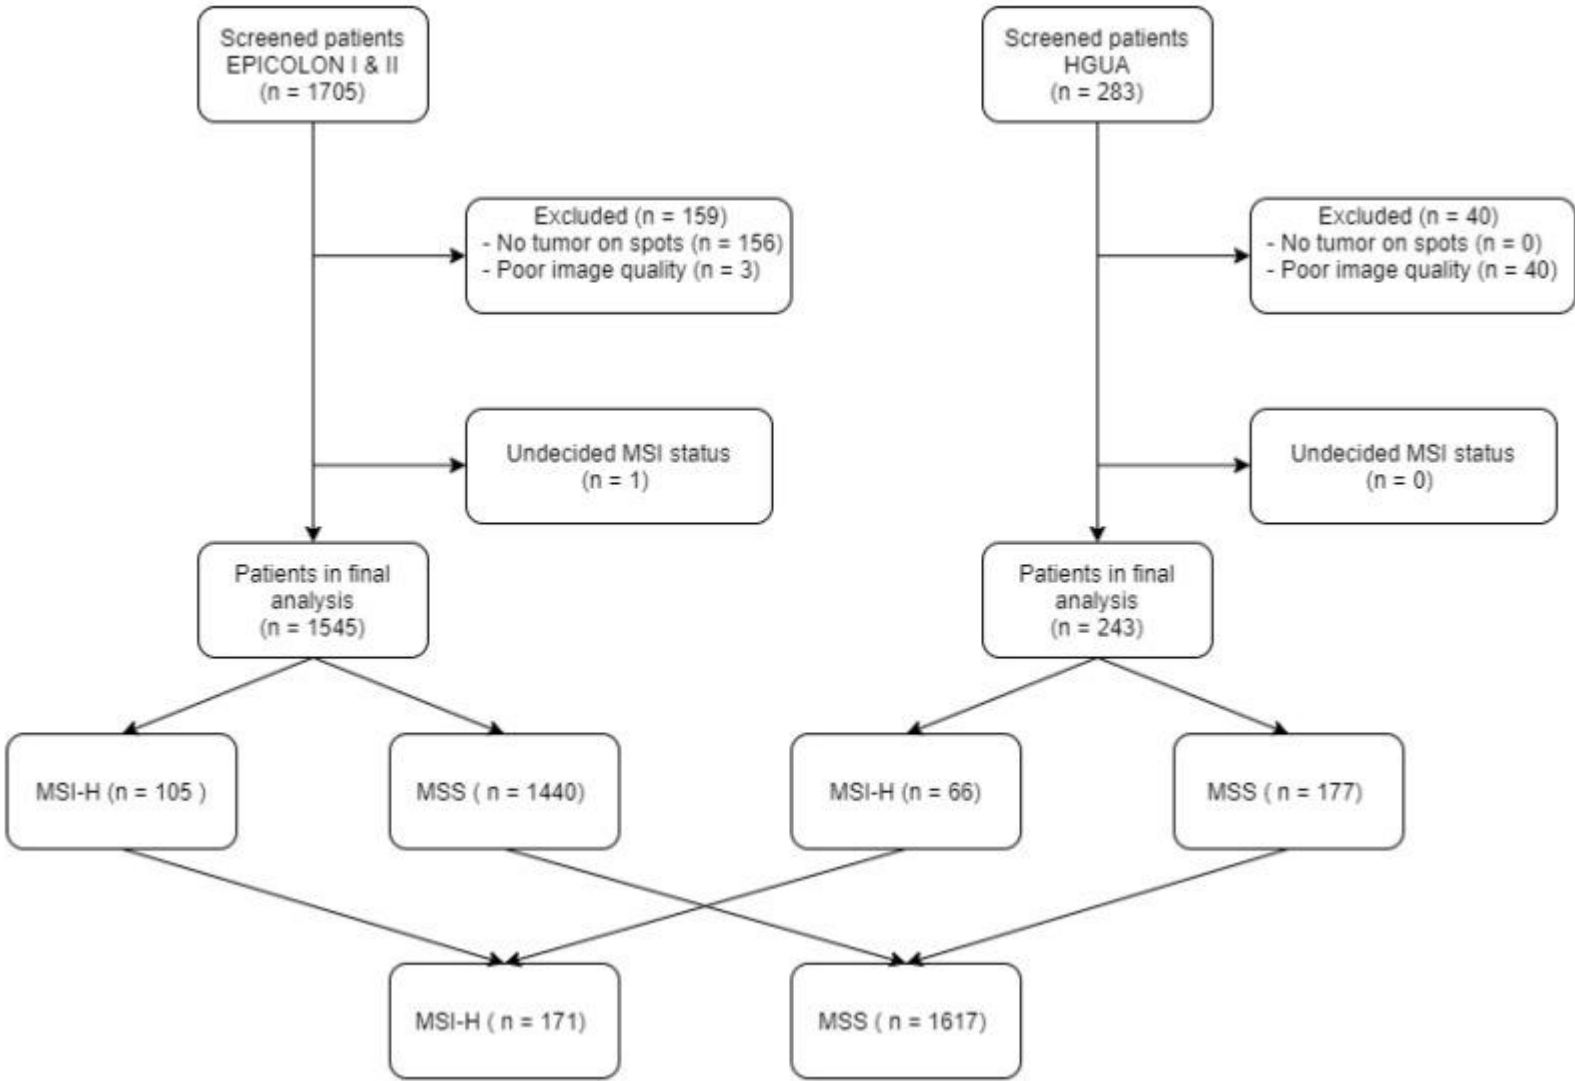 Screened patients
EPICOLON I & II
(n = 1705)
Screened patients
HGUA
(n = 283)
Excluded (n = 159)
- No tumor on spots (n = 156)
- Poor image quality (n = 3)
Excluded (n = 40)
- No tumor on spots (n = 0)
- Poor image quality (n = 40)
Undecided MSI status
(n = 1)
Undecided MSI status
(n = 0)
Patients in final
analysis
(n = 1545)
Patients in final
analysis
(n = 243)
MSI-H (n = 105 )
MSS ( n = 1440)
MSI-H (n = 66)
MSS ( n = 177)
MSI-H ( n = 171)
MSS ( n = 1617)